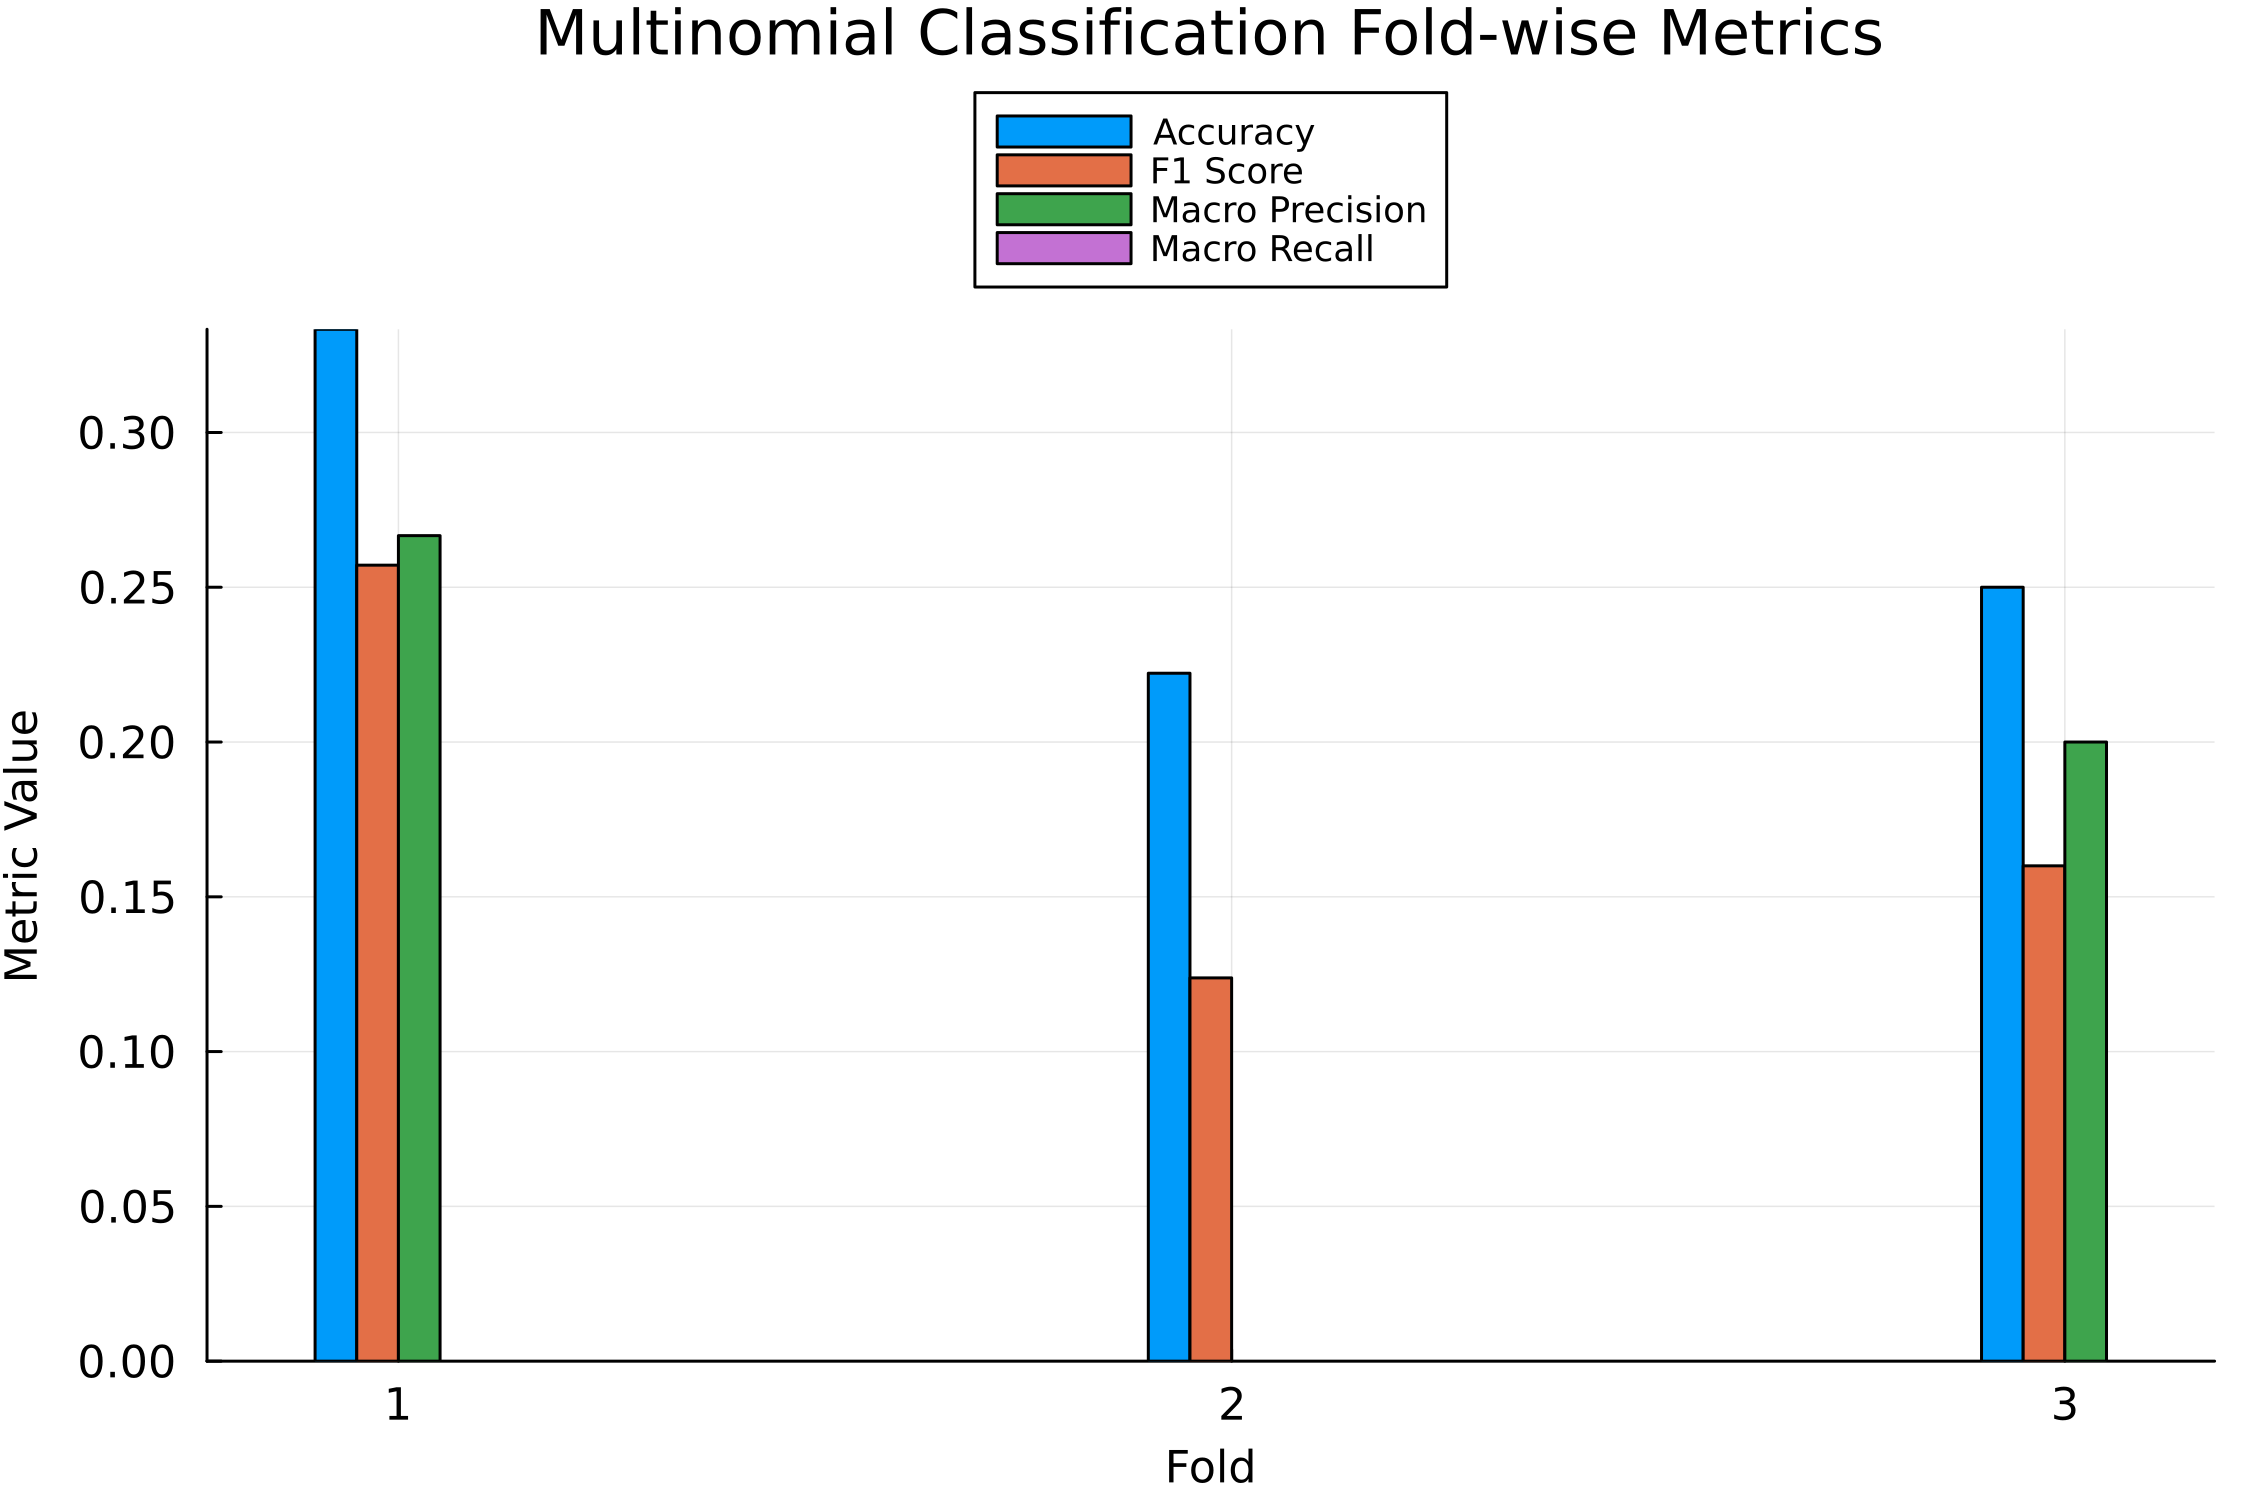 Multinomial Classification Fold-wise Metrics
Accuracy
F1 Score
Macro Precision
Macro Recall
0.30
0.25
0.20
0.15
0.10
0.05
0.00
Metric Value
1 2 3
Fold